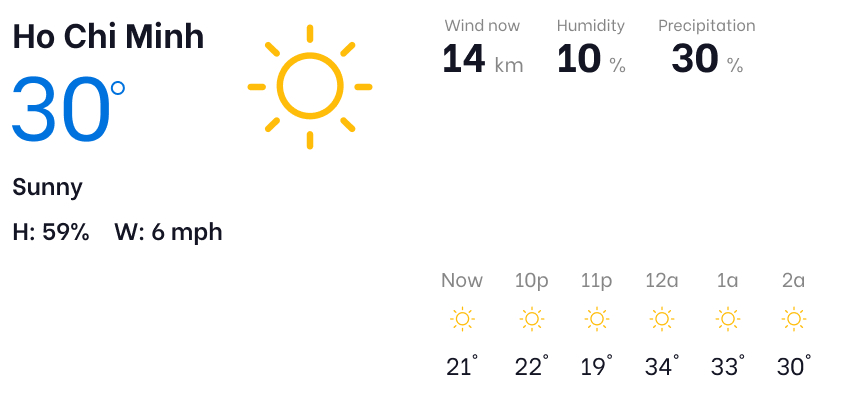 Ho Chi Minh
30°
Sunny
H: 59% W: 6 mph
Wind now Humidity Precipitation
14 km 10 % 30 %
Now 10p 11p 12a 1a 2a
21° 22° 19° 34° 33° 30°